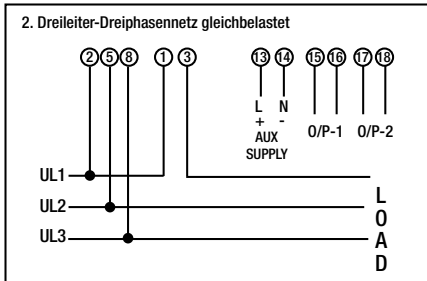 2. Dreileiter-Dreiphasennetz gleichbelastet
2 5 8 1 3 13 14 15 16 17 18
L N O/P-1 O/P-2
+ -
AUX
SUPPLY
UL1
UL2
UL3
L
O
A
D